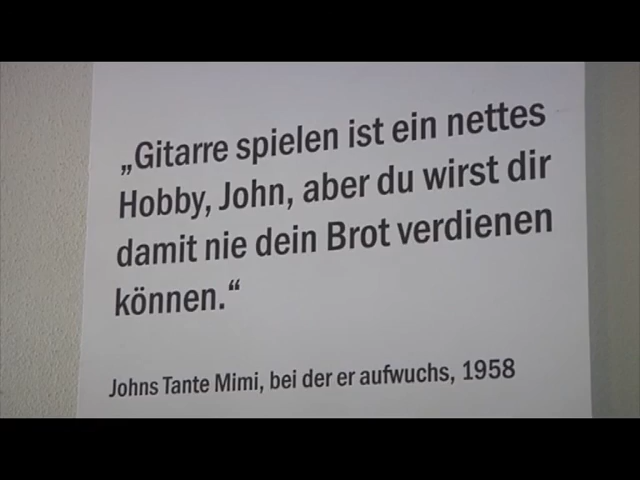 „Gitarre spielen ist ein nettes
Hobby, John, aber du wirst dir
damit nie dein Brot verdienen
können.“
Johns Tante Mimi, bei der er aufwuchs, 1958